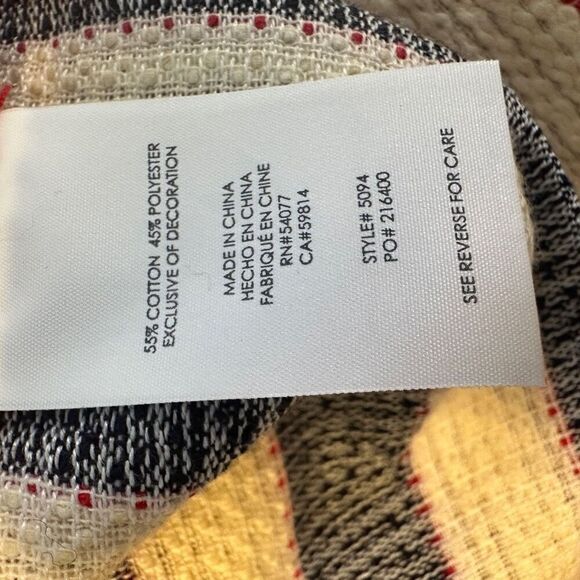 55% COTTON 45% POLYESTER
EXCLUSIVE OF DECORATION
MADE IN CHINA
HECHO EN CHINA
FABRIQUÉ EN CHINE
RN#54077
CA#59814
STYLE# 5094
PO# 216400
SEE REVERSE FOR CARE